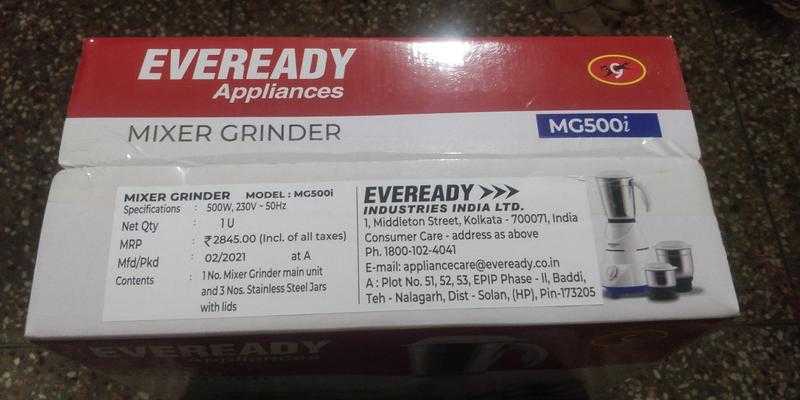 EVEREADY
Appliances
MIXER GRINDER
MG500i
MIXER GRINDER MODEL : MG500i
Specifications : 500W, 230V ~ 50Hz
Net Qty : 1 U
MRP : ₹2845.00 (Incl. of all taxes)
Mfd/Pkd : 02/2021 at A
Contents : 1 No. Mixer Grinder main unit
and 3 Nos. Stainless Steel Jars
with lids
EVEREADY >>>
INDUSTRIES INDIA LTD.
1, Middleton Street, Kolkata - 700071, India
Consumer Care - address as above
Ph. 1800-102-4041
E-mail: appliancecare@eveready.co.in
A : Plot No. 51, 52, 53, EPIP Phase - II, Baddi,
Teh - Nalagarh, Dist - Solan, (HP), Pin-173205
EVEREADY
Appliances